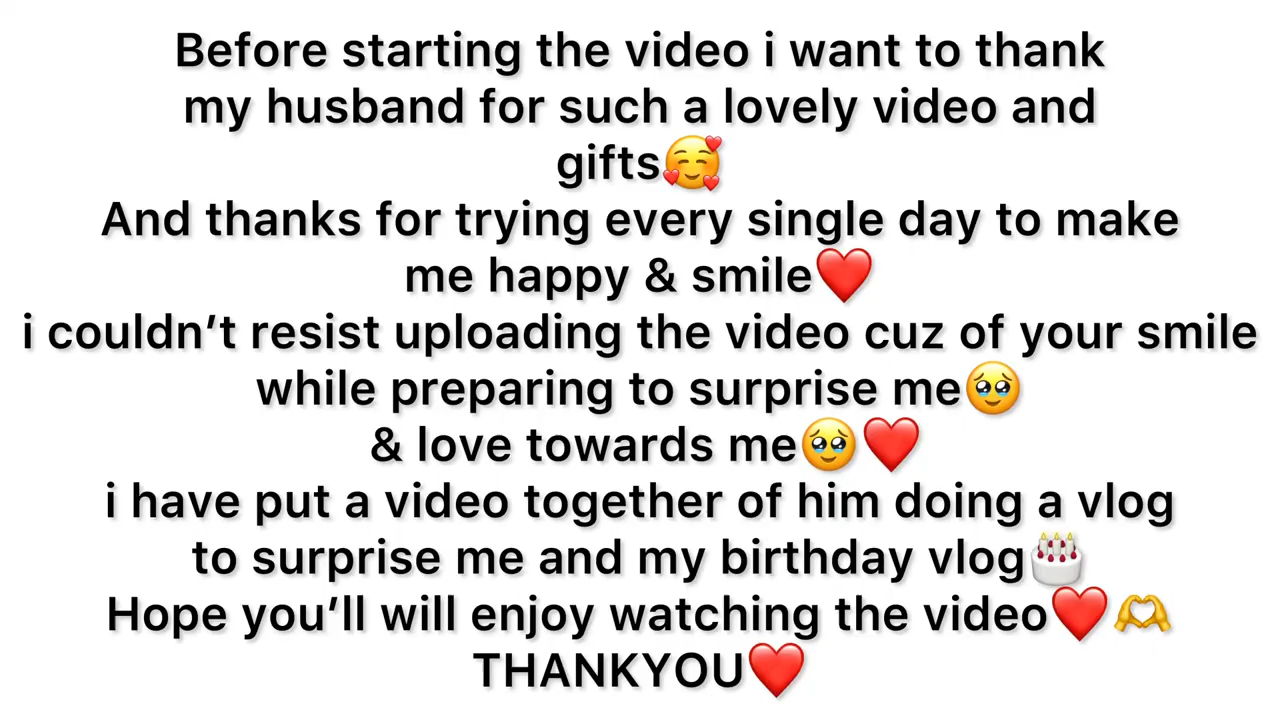 Before starting the video i want to thank
my husband for such a lovely video and
gifts🥰
And thanks for trying every single day to make
me happy & smile❤️
i couldn’t resist uploading the video cuz of your smile
while preparing to surprise me🥹
& love towards me🥹❤️
i have put a video together of him doing a vlog
to surprise me and my birthday vlog🎂
Hope you’ll will enjoy watching the video❤️🫶
THANKYOU❤️